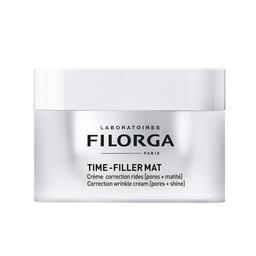 LABORATOIRES
FILORGA
PARIS
TIME-FILLER MAT
Crème correction rides [pores + matité]
Correction wrinkle cream [pores + shine]